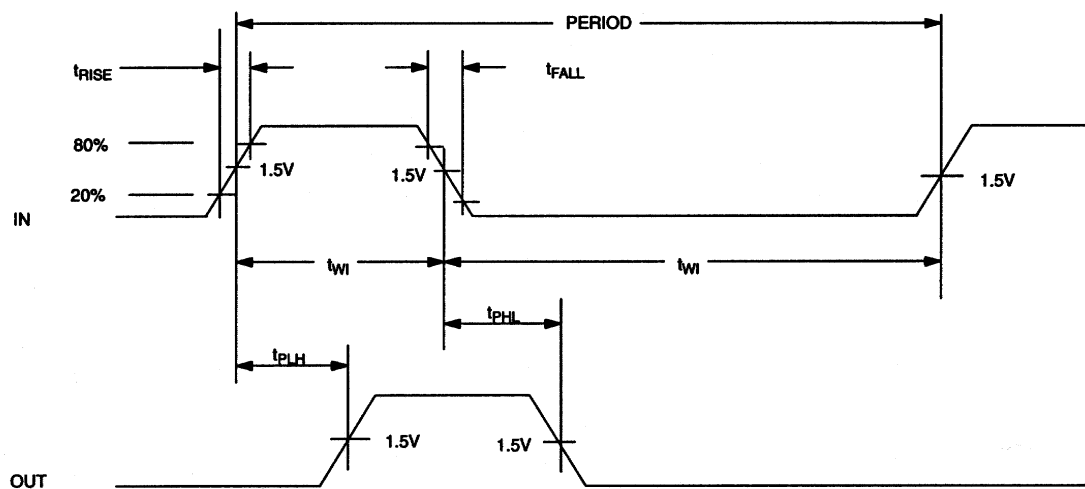 PERIOD
tRISE
tFALL
80%
1.5V
1.5V
20%
1.5V
IN
tWI
tWI
tPHL
tPLH
1.5V
1.5V
OUT